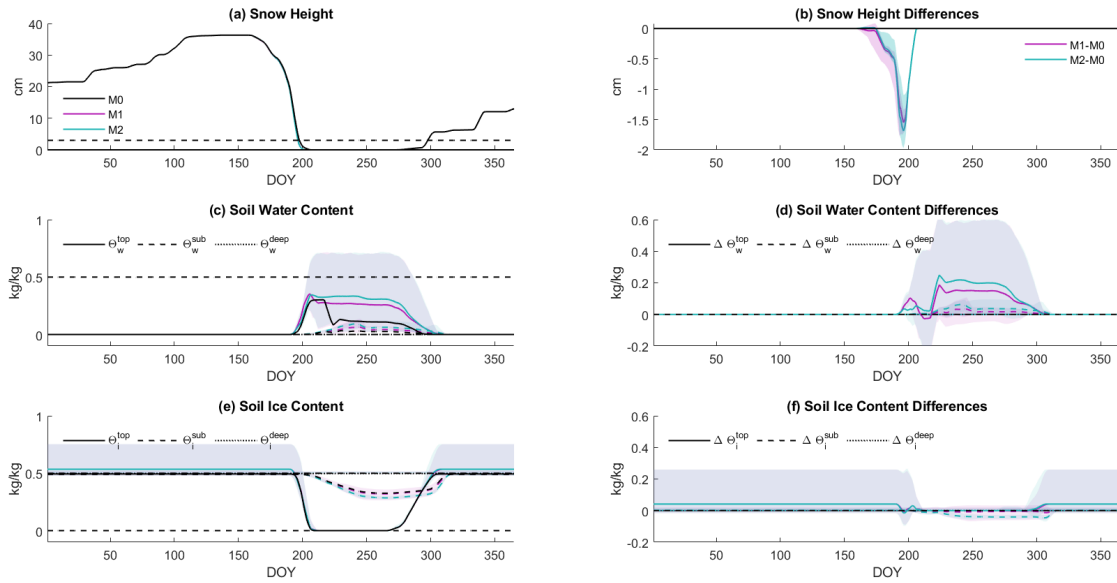 (a) Snow Height
40
30
20
10
0
cm
M0
M1
M2
50 100 150 200 250 300 350
DOY
(b) Snow Height Differences
0
-0.5
-1
-1.5
-2
cm
M1-M0
M2-M0
50 100 150 200 250 300 350
DOY
(c) Soil Water Content
1
0.5
0
kg/kg
Θ_w^top Θ_w^sub Θ_w^deep
50 100 150 200 250 300 350
DOY
(d) Soil Water Content Differences
0.6
0.4
0.2
0
-0.2
kg/kg
Δ Θ_w^top Δ Θ_w^sub Δ Θ_w^deep
50 100 150 200 250 300 350
DOY
(e) Soil Ice Content
1
0.5
0
kg/kg
Θ_i^top Θ_i^sub Θ_i^deep
50 100 150 200 250 300 350
DOY
(f) Soil Ice Content Differences
0.6
0.4
0.2
0
-0.2
kg/kg
Δ Θ_i^top Δ Θ_i^sub Δ Θ_i^deep
50 100 150 200 250 300 350
DOY